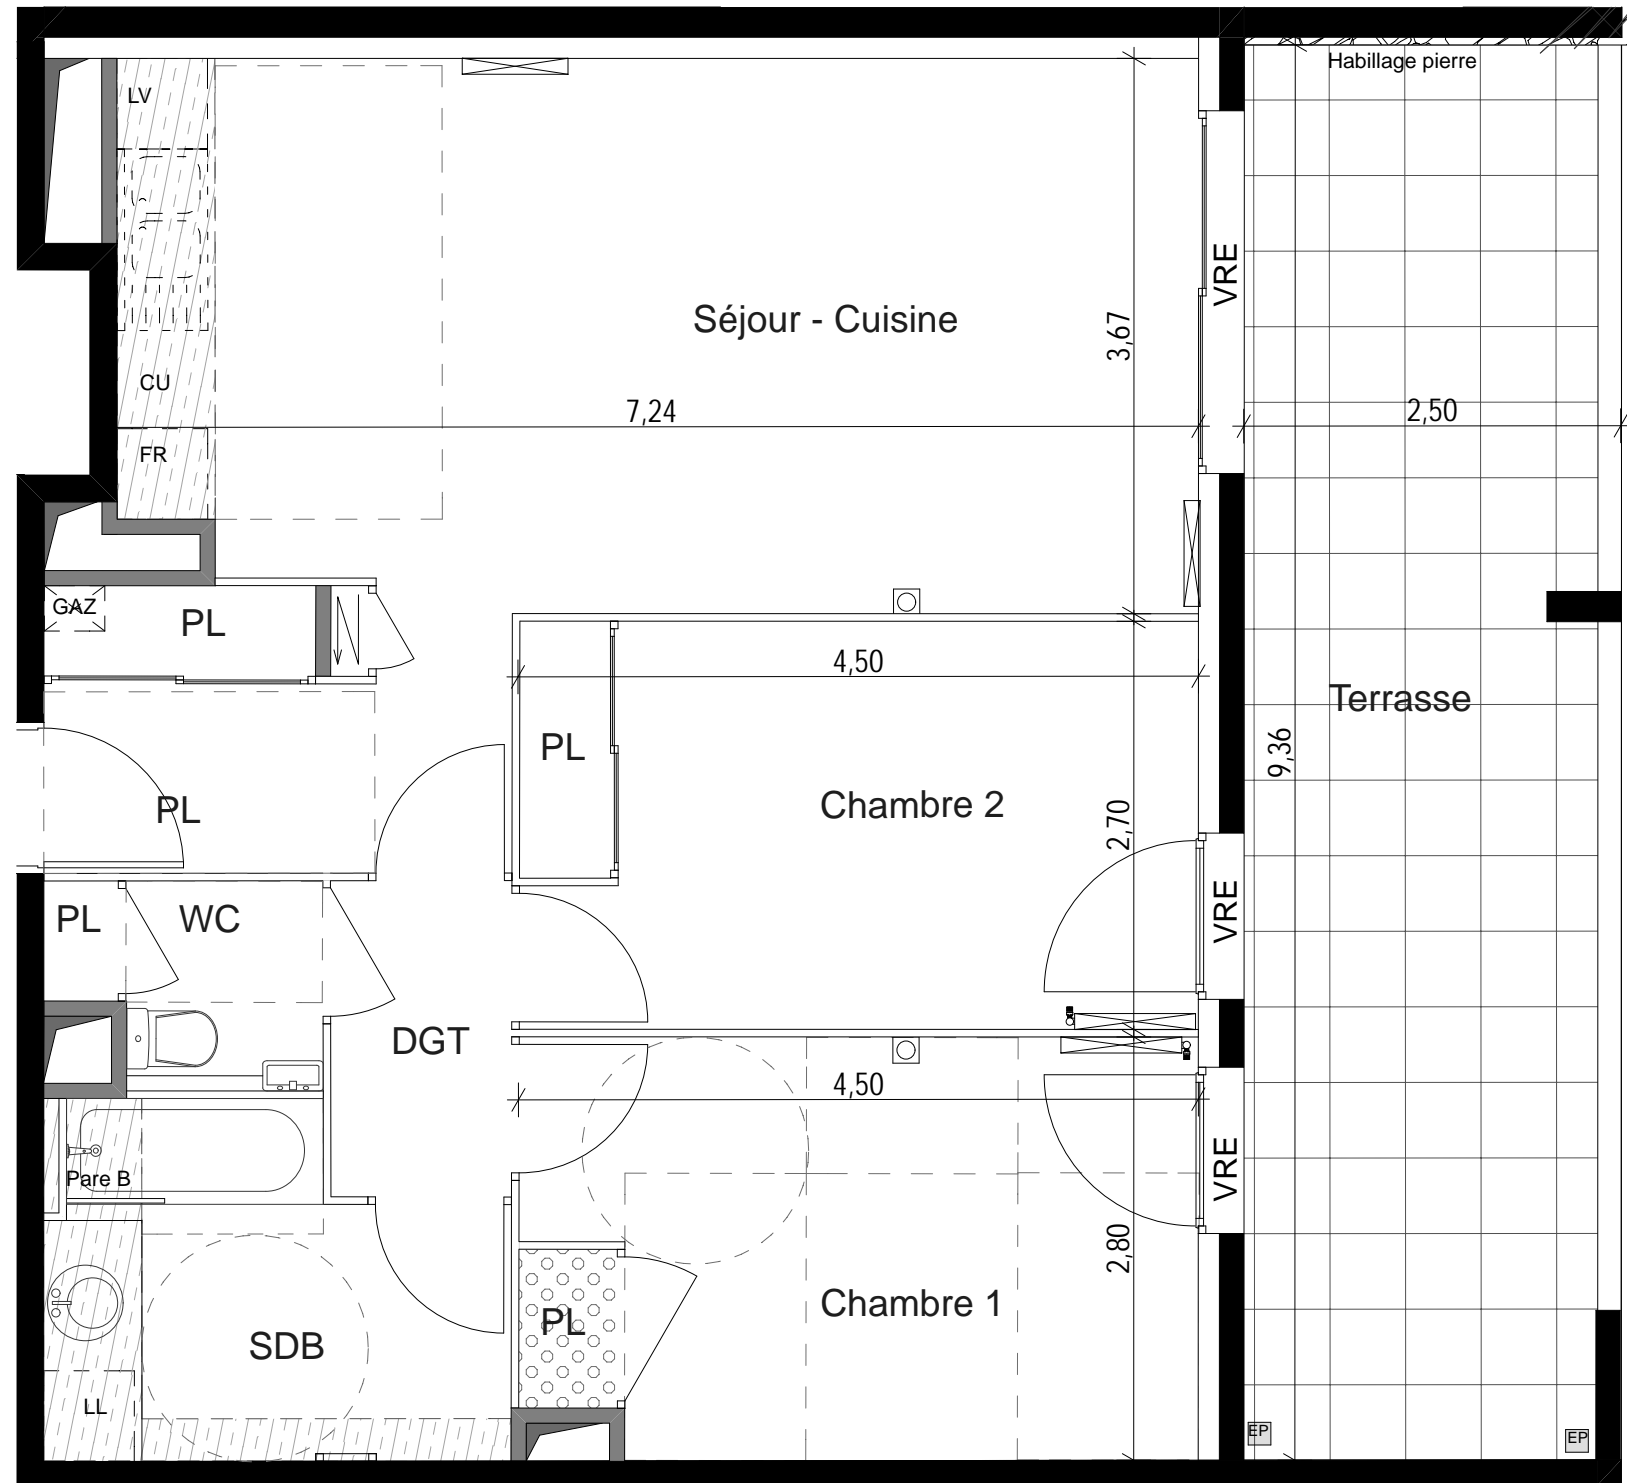 Habillage pierre
LV
VRE
Séjour - Cuisine
3,67
CU
7,24
2,50
FR
GAZ
PL
4,50
Terrasse
PL
9,36
PL
Chambre 2
2,70
PL
WC
VRE
DGT
4,50
VRE
Pare B
2,80
Chambre 1
PL
SDB
LL
EP
EP